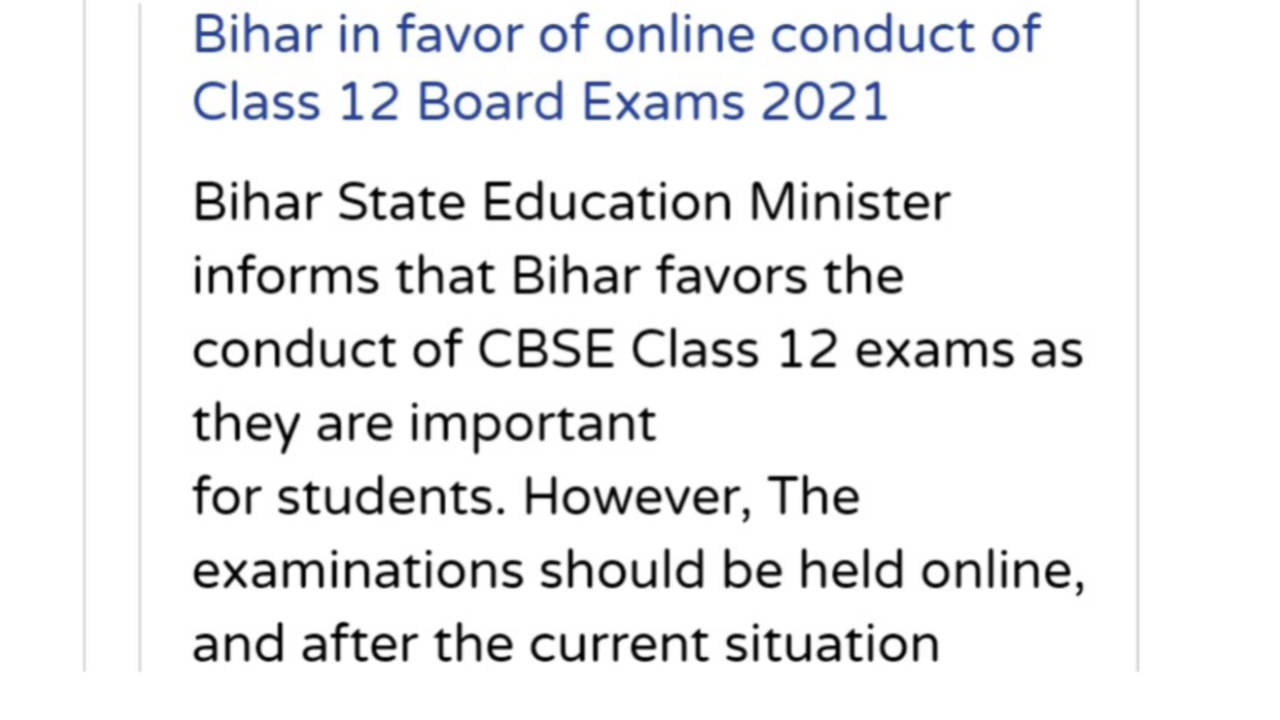 Bihar in favor of online conduct of
Class 12 Board Exams 2021
Bihar State Education Minister
informs that Bihar favors the
conduct of CBSE Class 12 exams as
they are important
for students. However, The
examinations should be held online,
and after the current situation